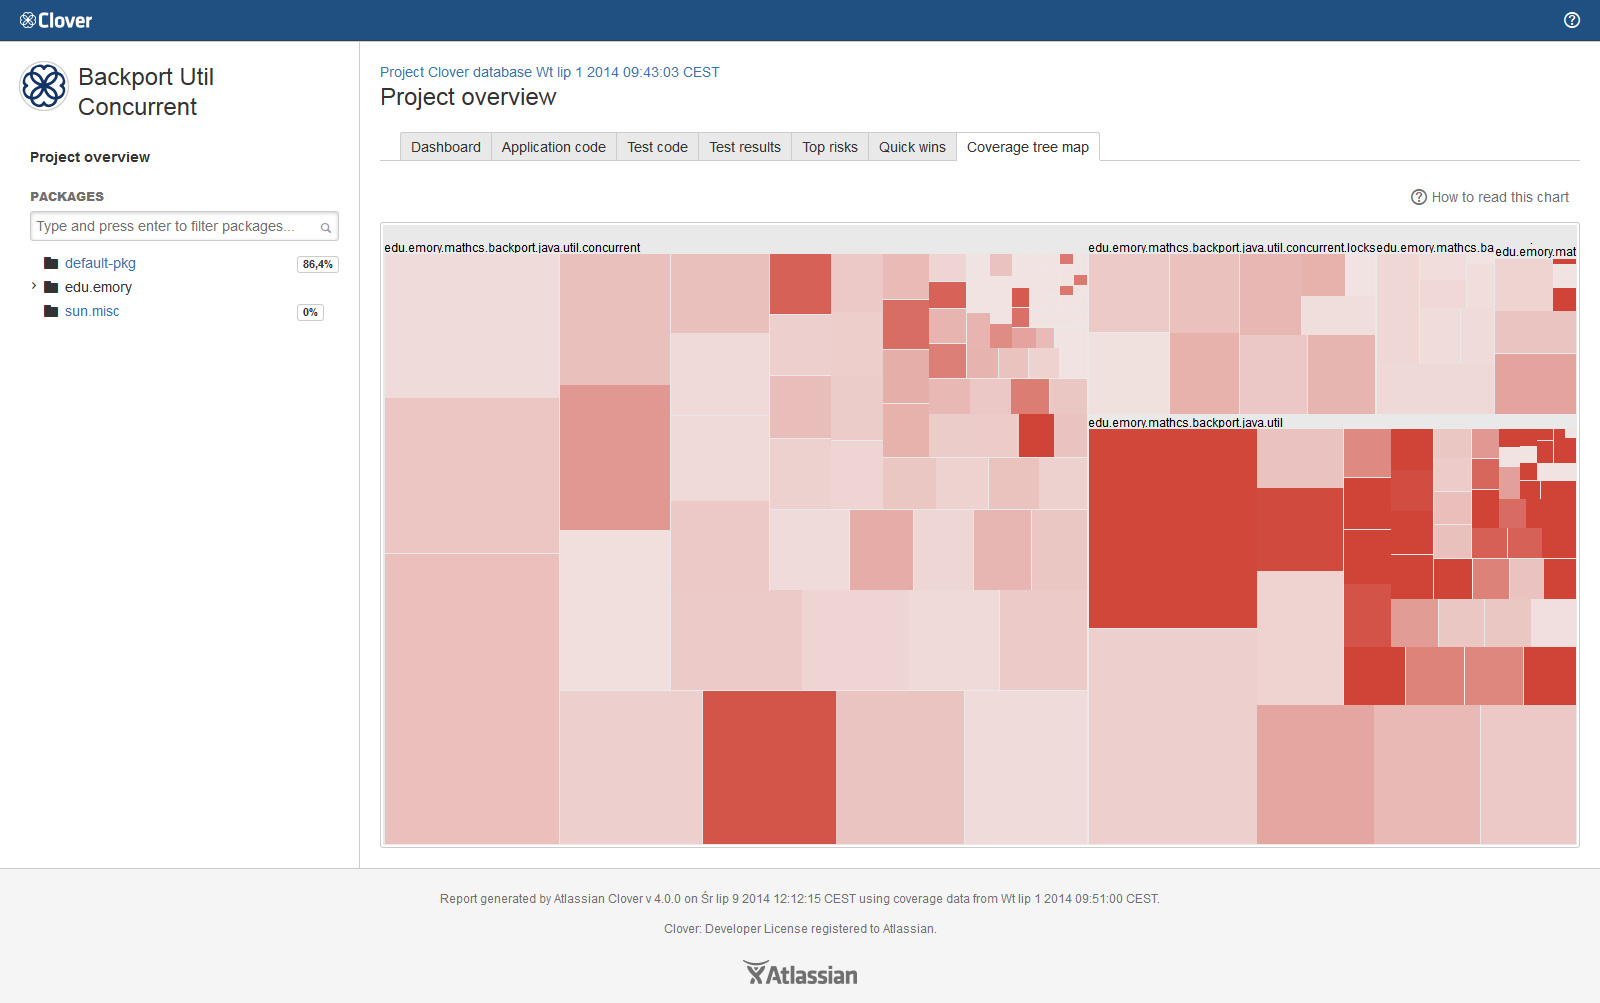 Clover
Backport Util
Concurrent
Project overview
PACKAGES
Type and press enter to filter packages...
default-pkg 86,4%
edu.emory
sun.misc 0%
Project Clover database Wt lip 1 2014 09:43:03 CEST
Project overview
Dashboard Application code Test code Test results Top risks Quick wins Coverage tree map
How to read this chart
edu.emory.mathcs.backport.java.util.concurrent
edu.emory.mathcs.backport.java.util.concurrent.locks
edu.emory.mathcs.ba
edu.emory.mat
edu.emory.mathcs.backport.java.util
Report generated by Atlassian Clover v 4.0.0 on Śr lip 9 2014 12:12:15 CEST using coverage data from Wt lip 1 2014 09:51:00 CEST.
Clover: Developer License registered to Atlassian.
Atlassian